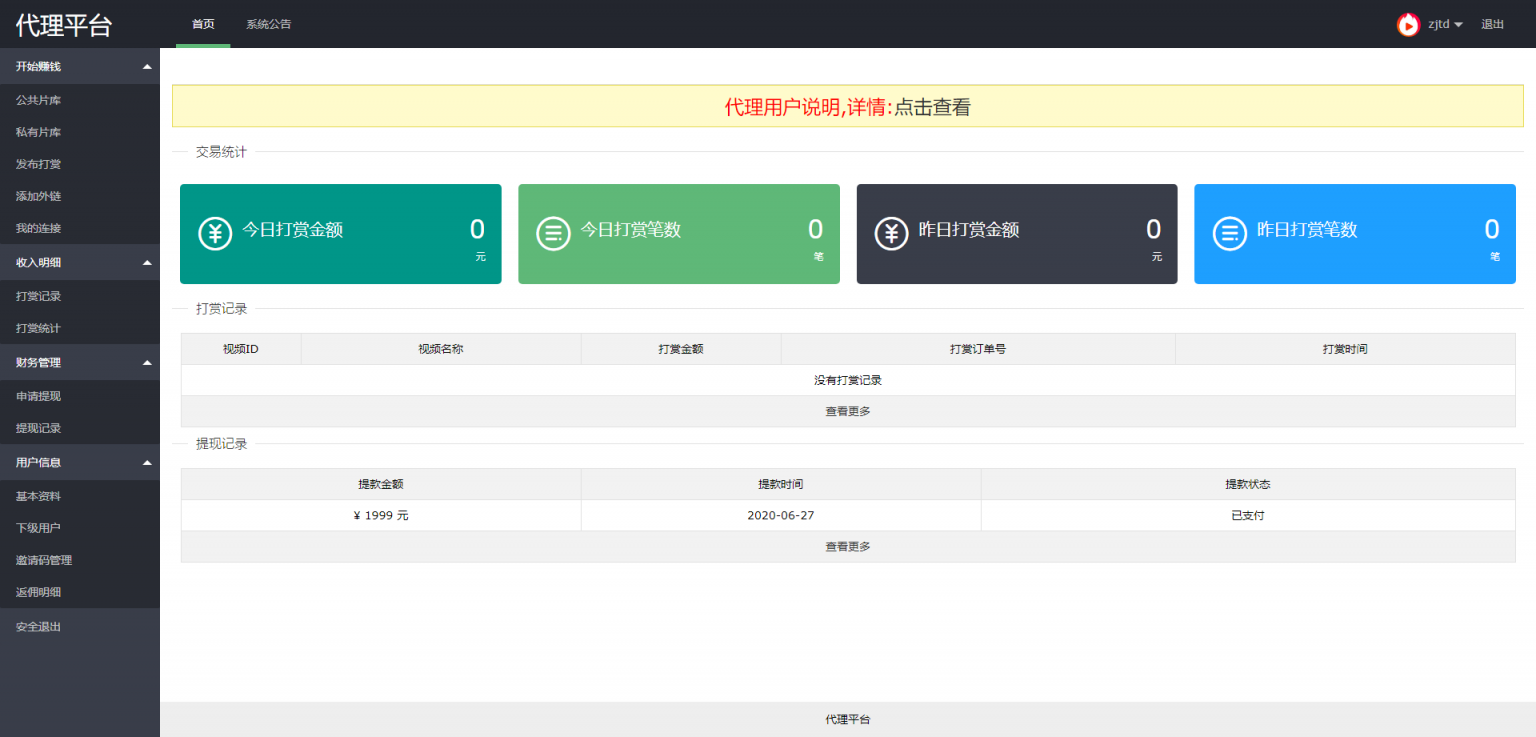 代理平台
首页
系统公告
zjtd
退出
开始赚钱
公共片库
私有片库
发布打赏
添加外链
我的连接
收入明细
打赏记录
打赏统计
财务管理
申请提现
提现记录
用户信息
基本资料
下级用户
邀请码管理
返佣明细
安全退出
代理用户说明,详情:点击查看
交易统计
今日打赏金额 0
元
今日打赏笔数 0
笔
昨日打赏金额 0
元
昨日打赏笔数 0
笔
打赏记录
视频ID 视频名称 打赏金额 打赏订单号 打赏时间
没有打赏记录
查看更多
提现记录
提款金额 提款时间 提款状态
¥ 1999 元 2020-06-27 已支付
查看更多
代理平台